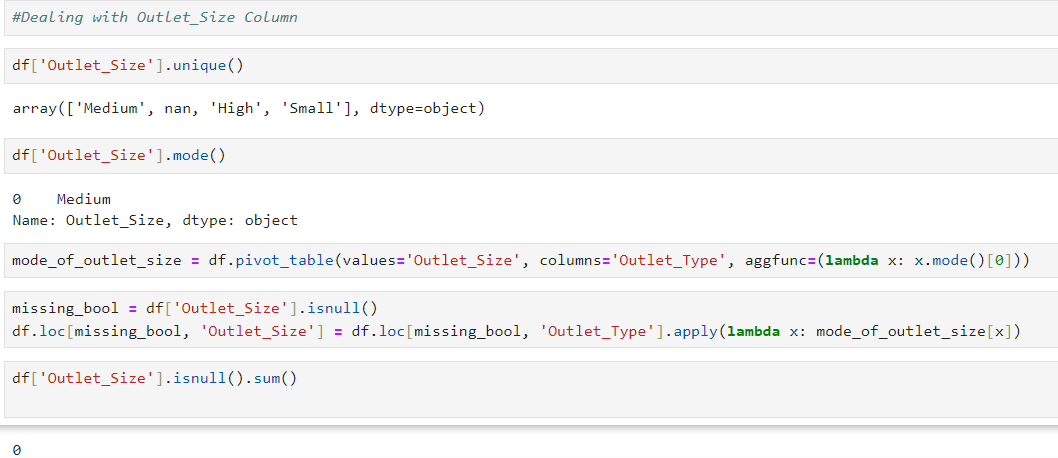 #Dealing with Outlet_Size Column
df['Outlet_Size'].unique()
array(['Medium', nan, 'High', 'Small'], dtype=object)
df['Outlet_Size'].mode()
0    Medium
Name: Outlet_Size, dtype: object
mode_of_outlet_size = df.pivot_table(values='Outlet_Size', columns='Outlet_Type', aggfunc=(lambda x: x.mode()[0]))
missing_bool = df['Outlet_Size'].isnull()
df.loc[missing_bool, 'Outlet_Size'] = df.loc[missing_bool, 'Outlet_Type'].apply(lambda x: mode_of_outlet_size[x])
df['Outlet_Size'].isnull().sum()
0